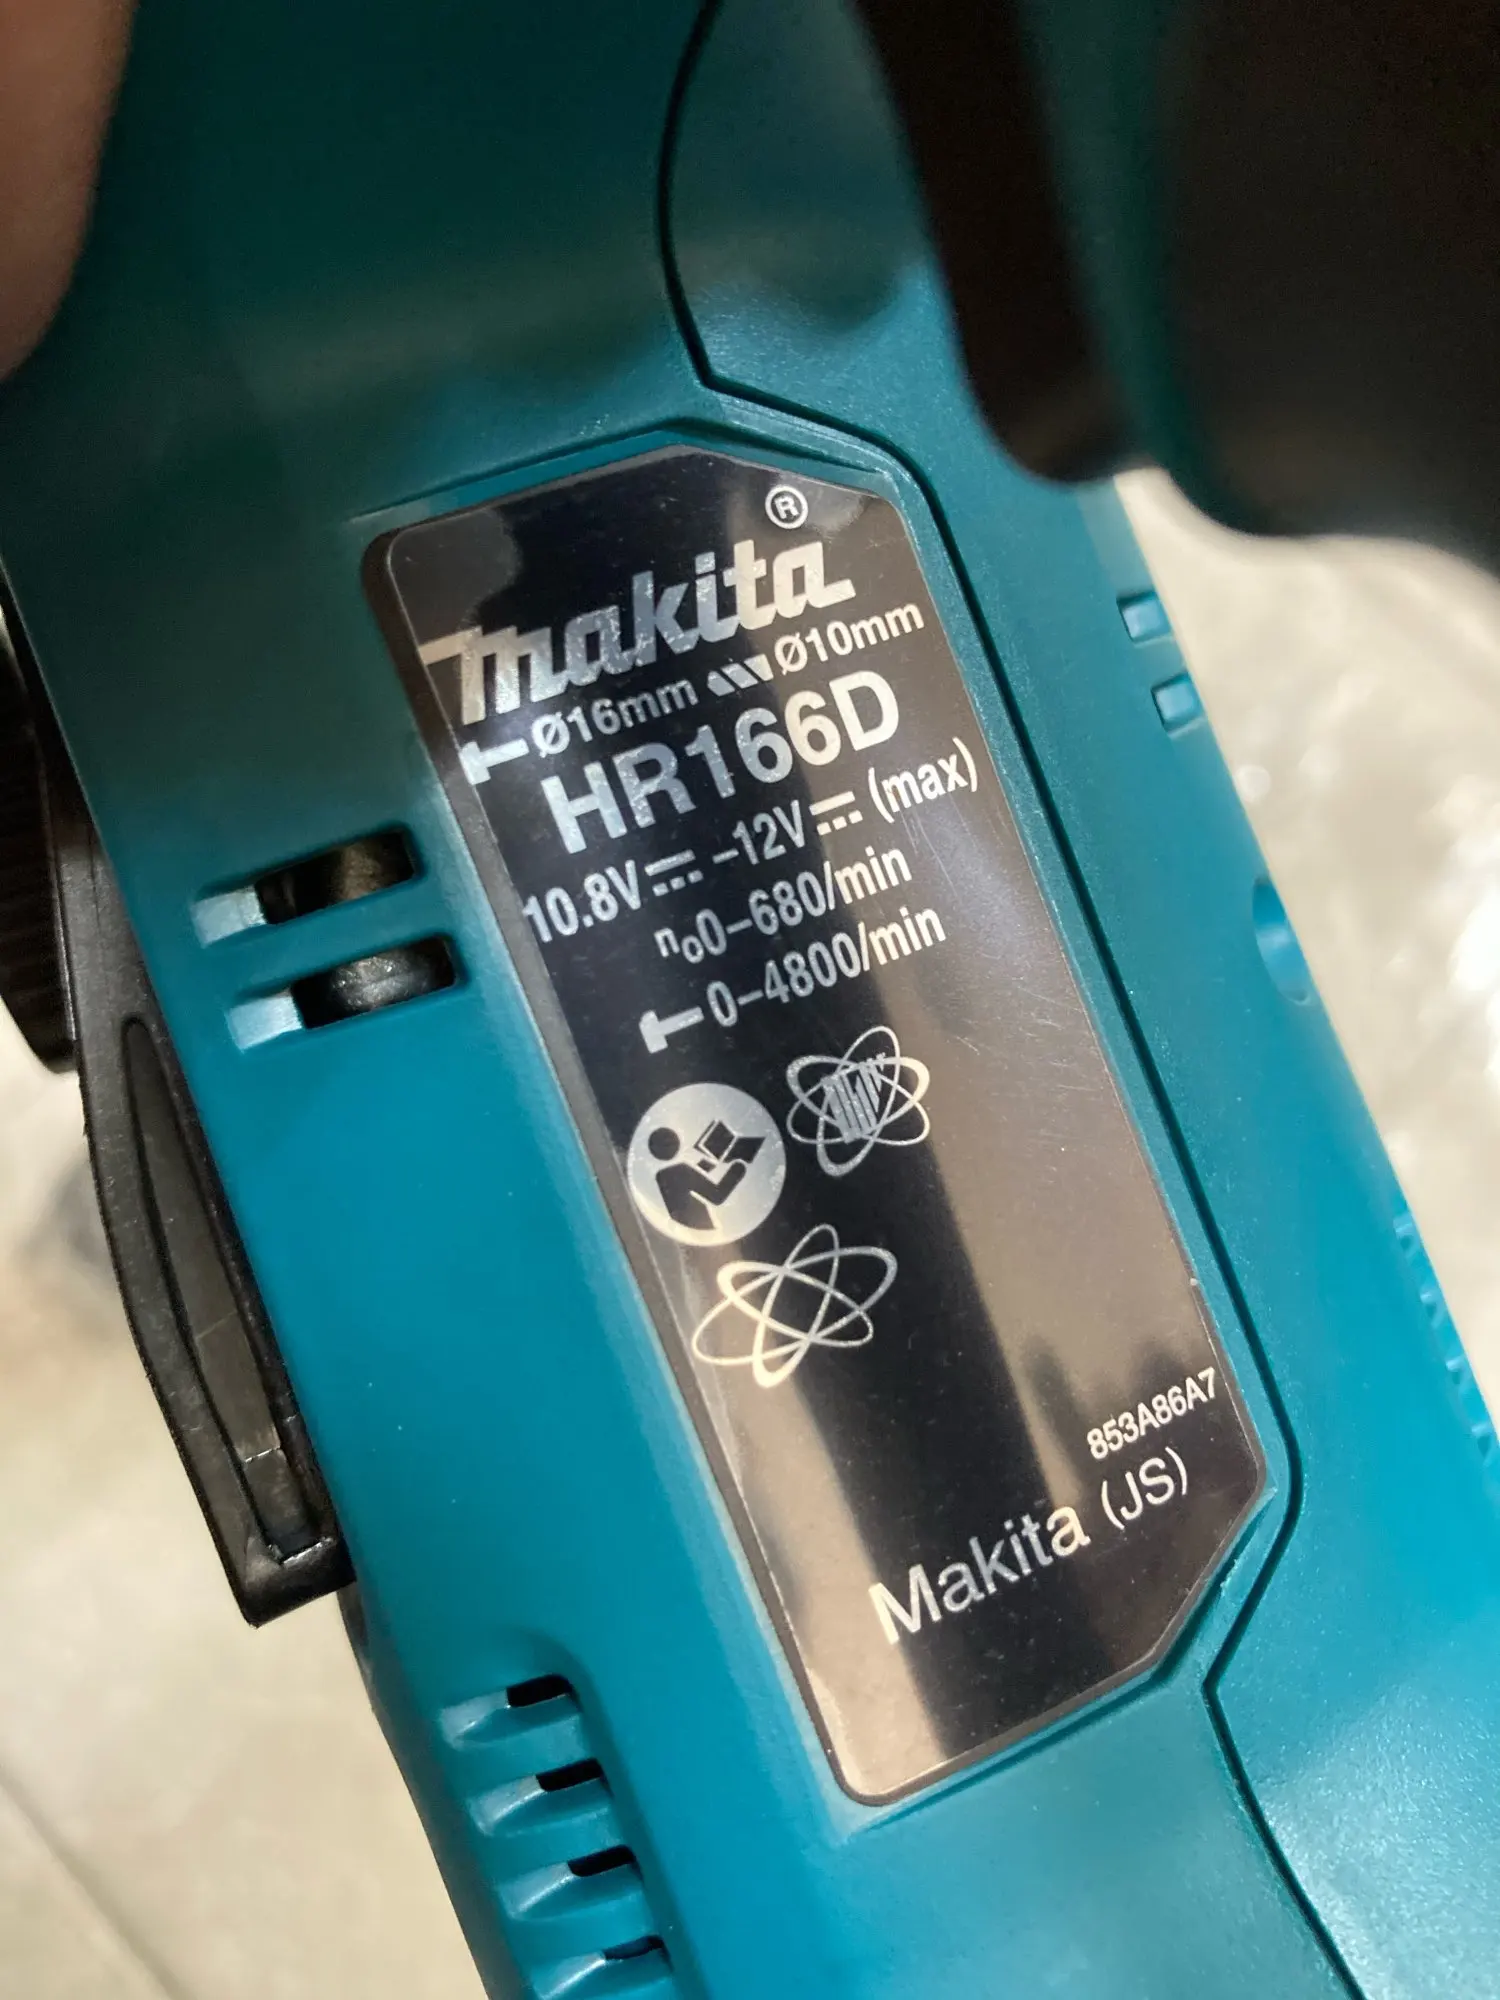 makita®
Ø16mm Ø10mm
HR166D
10.8V⎓ -12V⎓ (max)
n₀0–680/min
0–4800/min
853A86A7
Makita (JS)